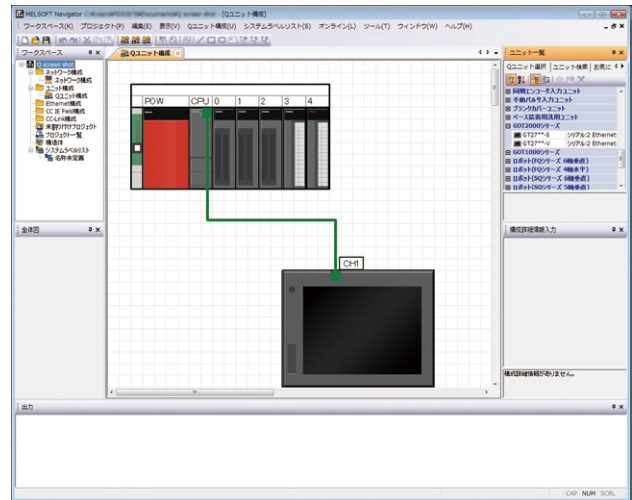 MELSOFT Navigator
[Qユニット構成]
ワークスペース(K) プロジェクト(P) 編集(E) 表示(V) Qユニット構成(U) システムラベルリスト(S) オンライン(L) ツール(T) ウィンドウ(W) ヘルプ(H)
ワークスペース
Q screen shot
ネットワーク構成
ネットワーク構成
ユニット構成
Qユニット構成
Ethernet構成
CC IE Field構成
CC-Link構成
未割り付けプロジェクト
プロジェクト一覧
構造体
システムラベルリスト
名称未定義
全体図
Qユニット構成
POW CPU 0 1 2 3 4
CH1
ユニット一覧
Qユニット選択 ユニット検索 お気に
同期エンコーダ入力ユニット
手動パルサ入力ユニット
ブランクカバーユニット
ベース装着用汎用ユニット
GOT2000シリーズ
GT27**-S シリアル:2 Ethernet
GT27**-V シリアル:2 Ethernet
GOT1000シリーズ
ロボット(FQシリーズ 6軸垂直)
ロボット(FQシリーズ 4軸水平)
ロボット(SQシリーズ 6軸垂直)
ロボット(SQシリーズ 5軸垂直)
構成詳細情報入力
構成詳細情報がありません。
出力
CAP NUM SCRL